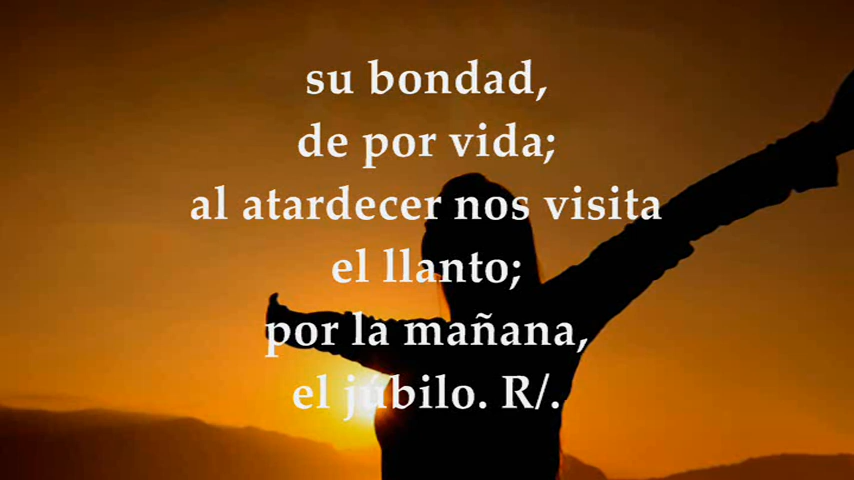 su bondad,
de por vida;
al atardecer nos visita
el llanto;
por la mañana,
el júbilo. R/.